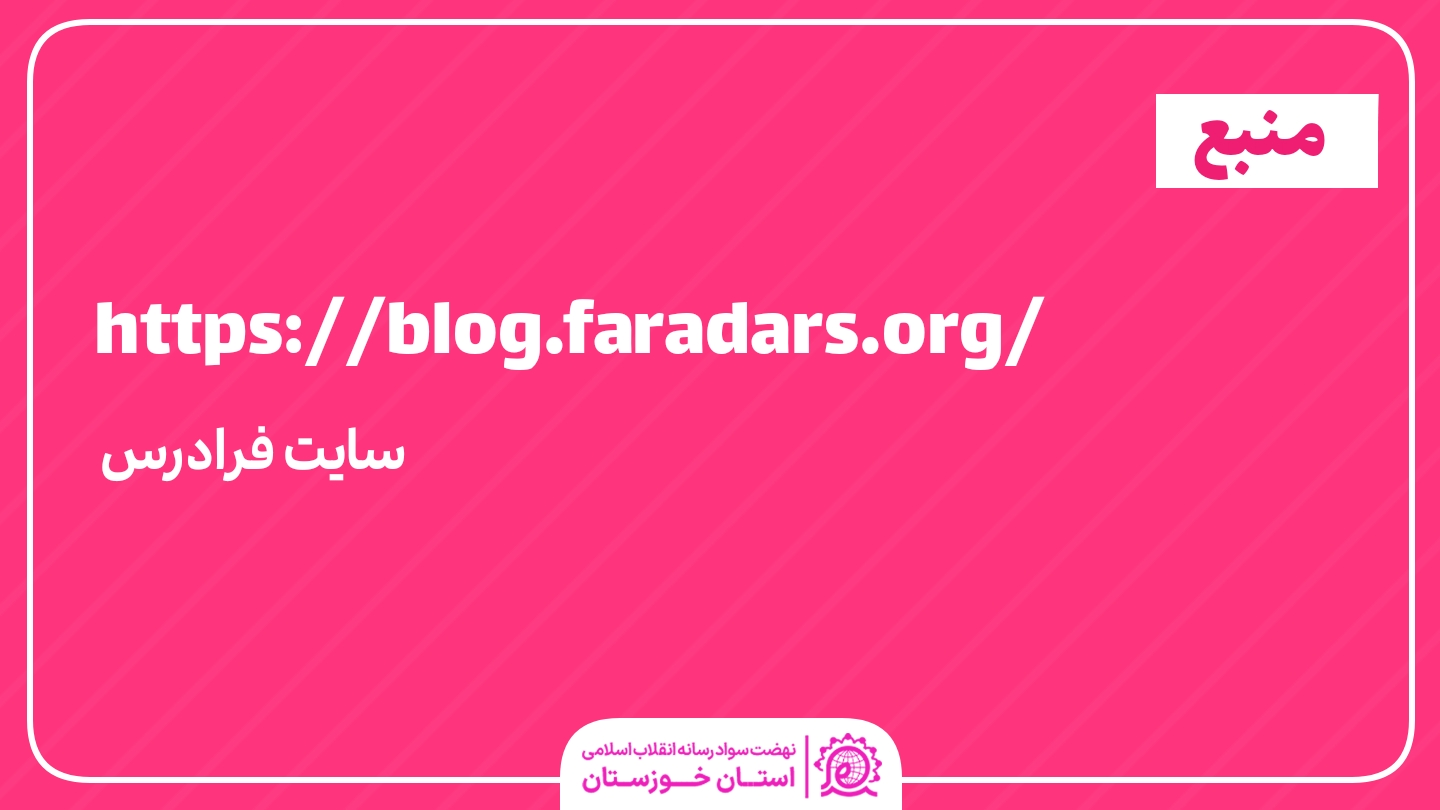 منبع
https://blog.faradars.org/
سایت فرادرس
نهضت سواد رسانه انقلاب اسلامی
استان خوزستان